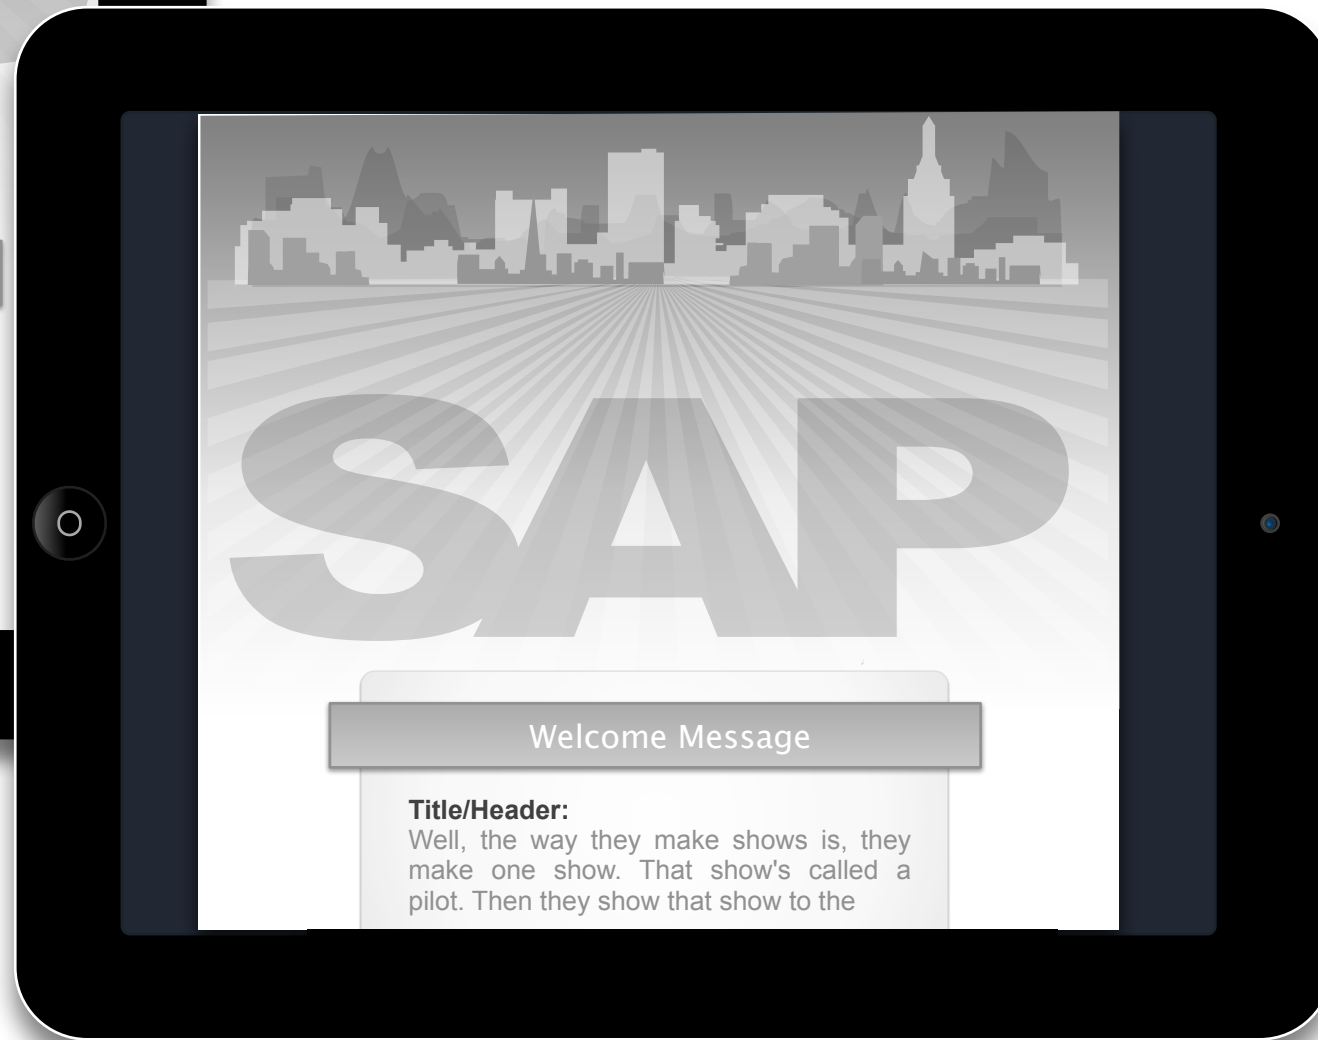 SAP
Welcome Message
Title/Header:
Well, the way they make shows is, they
make one show. That show's called a
pilot. Then they show that show to the